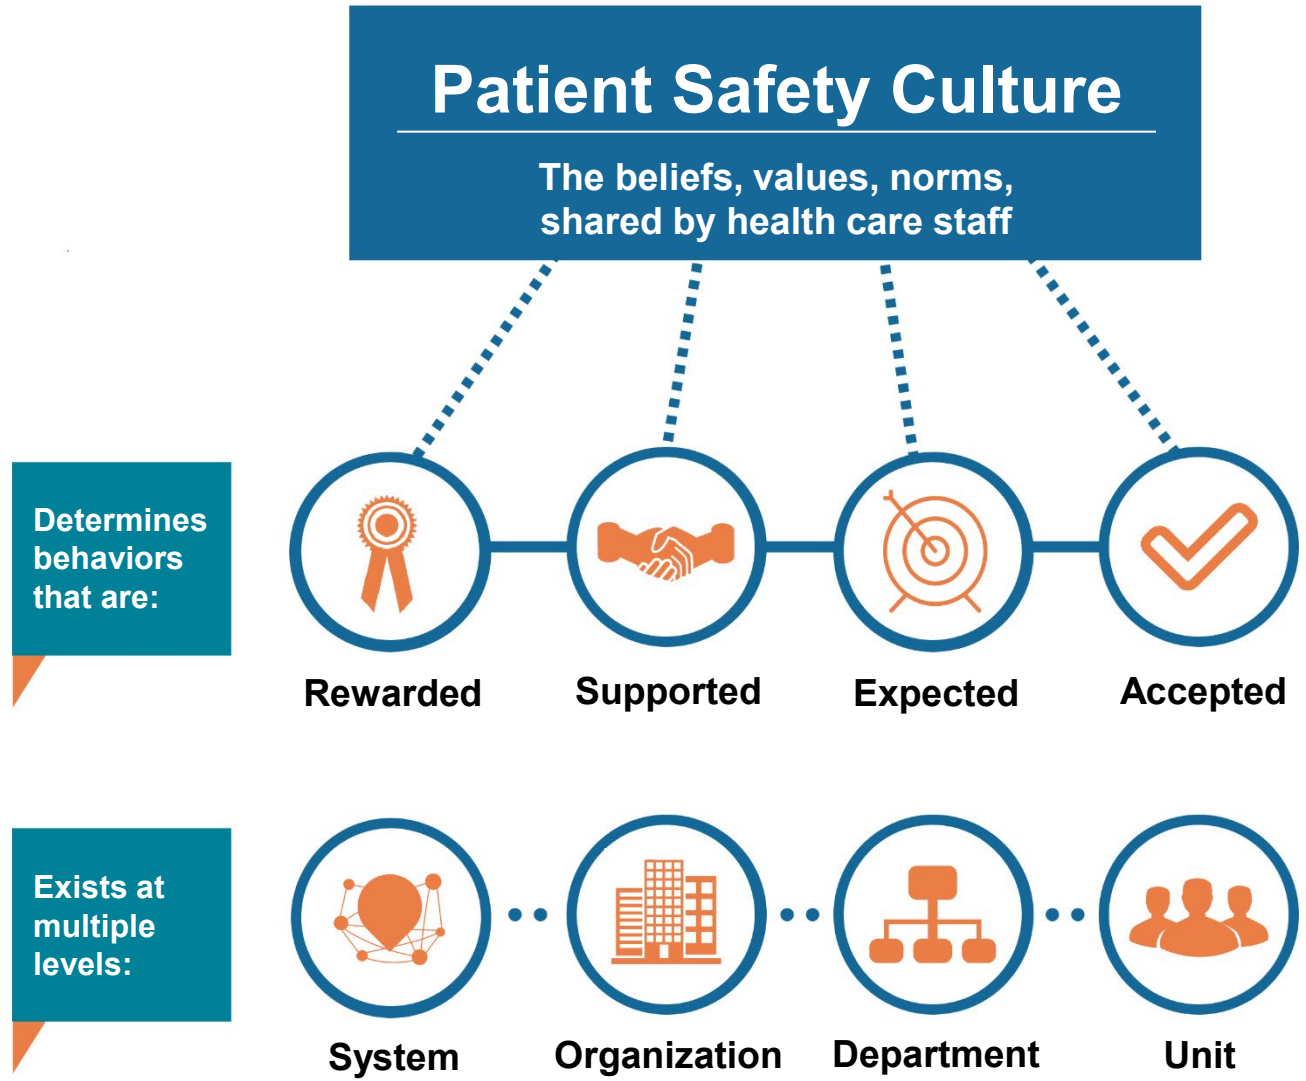 Patient Safety Culture
The beliefs, values, norms,
shared by health care staff
Determines
behaviors
that are:
Rewarded
Supported
Expected
Accepted
Exists at
multiple
levels:
System
Organization
Department
Unit